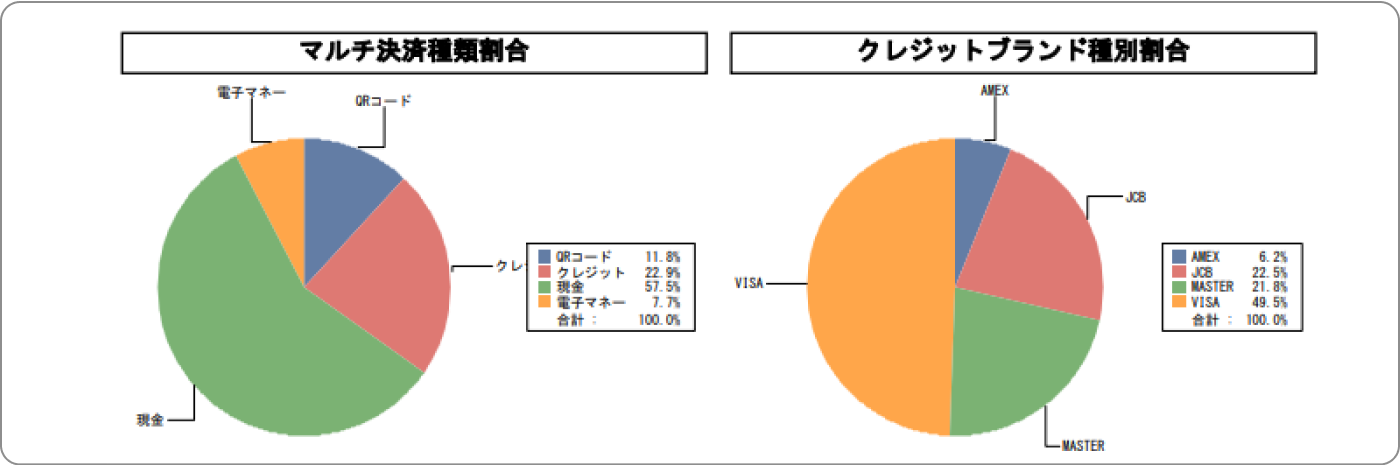 マルチ決済種類割合
電子マネー
QRコード
クレ
現金
QRコード 11.8%
クレジット 22.9%
現金 57.5%
電子マネー 7.7%
合計： 100.0%
クレジットブランド種別割合
AMEX
JCB
VISA
MASTER
AMEX 6.2%
JCB 22.5%
MASTER 21.8%
VISA 49.5%
合計： 100.0%